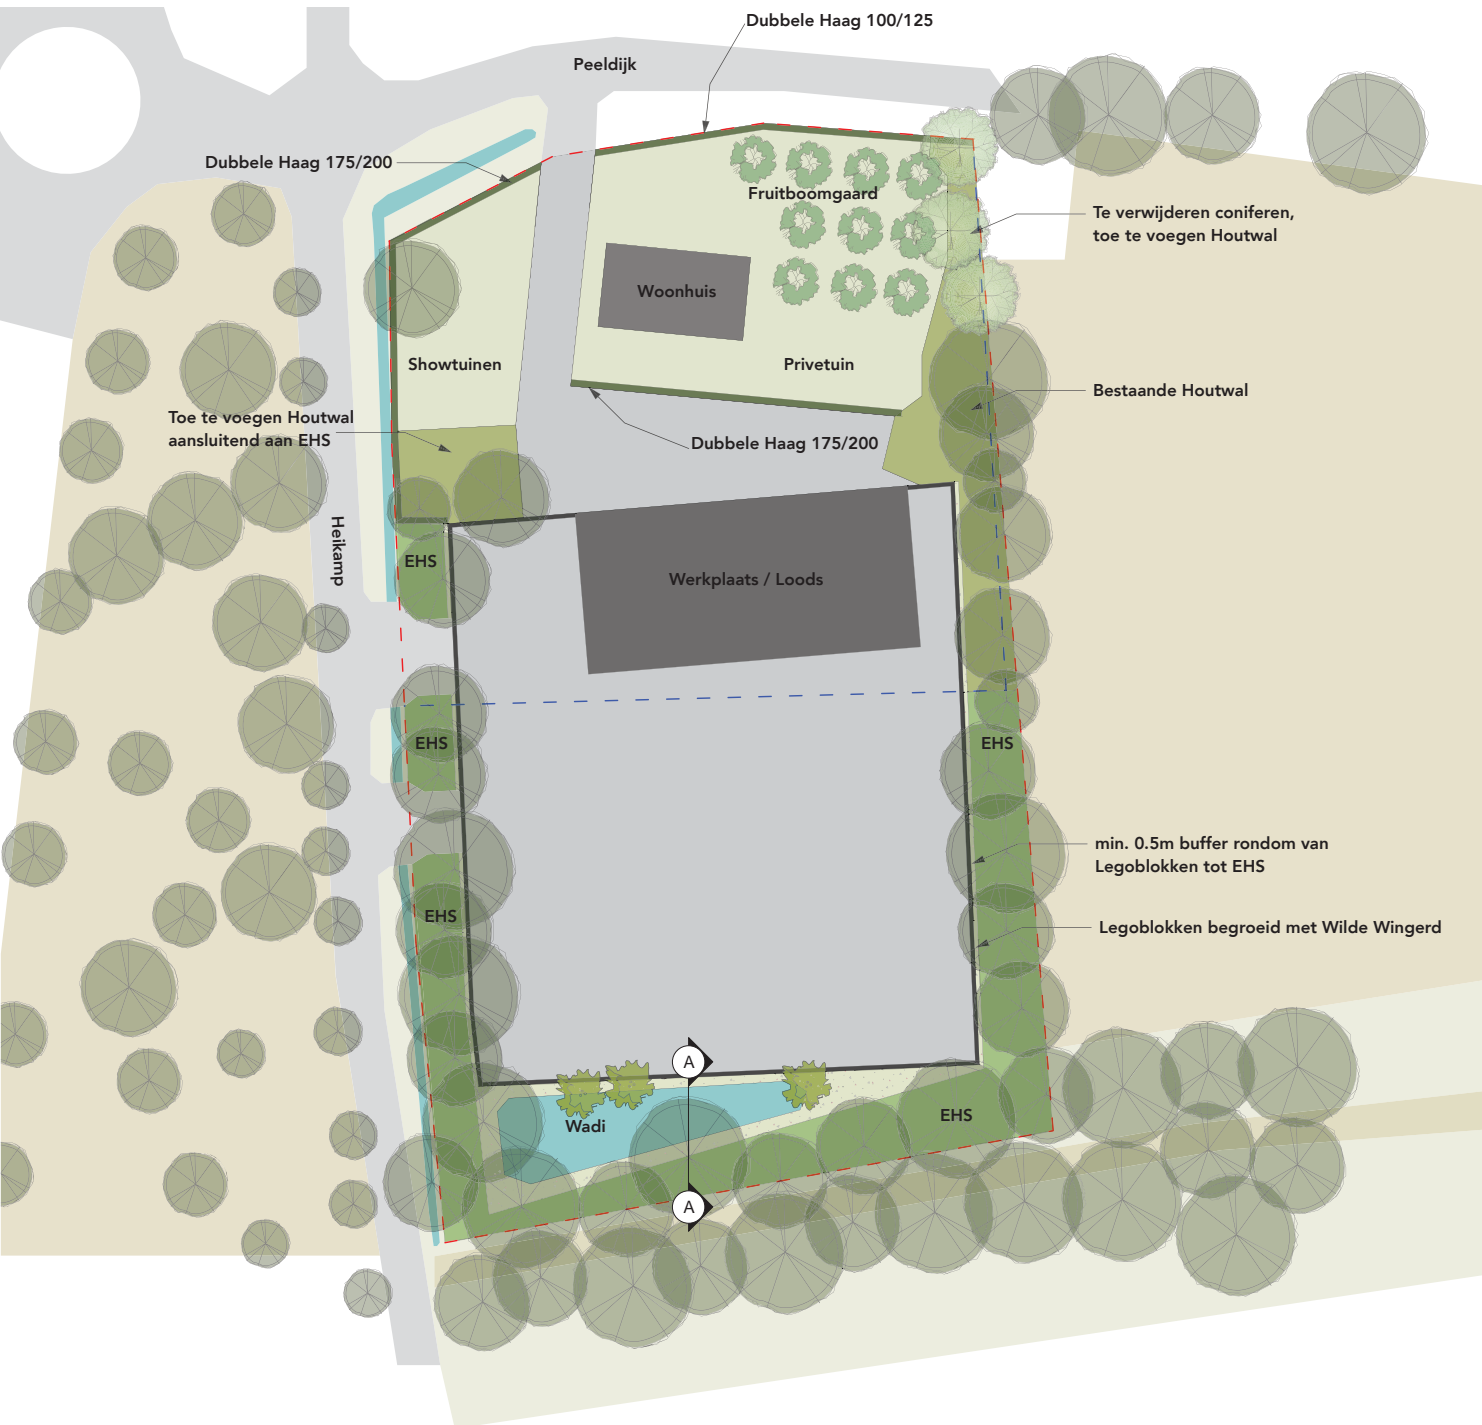 Dubbele Haag 100/125
Peeldijk
Dubbele Haag 175/200
Fruitboomgaard
Te verwijderen coniferen,
toe te voegen Houtwal
Woonhuis
Showtuinen
Privetuin
Bestaande Houtwal
Toe te voegen Houtwal
aansluitend aan EHS
Dubbele Haag 175/200
Heikamp
EHS
Werkplaats / Loods
EHS
EHS
min. 0.5m buffer rondom van
Legoblokken tot EHS
EHS
Legoblokken begroeid met Wilde Wingerd
A
Wadi
EHS
A